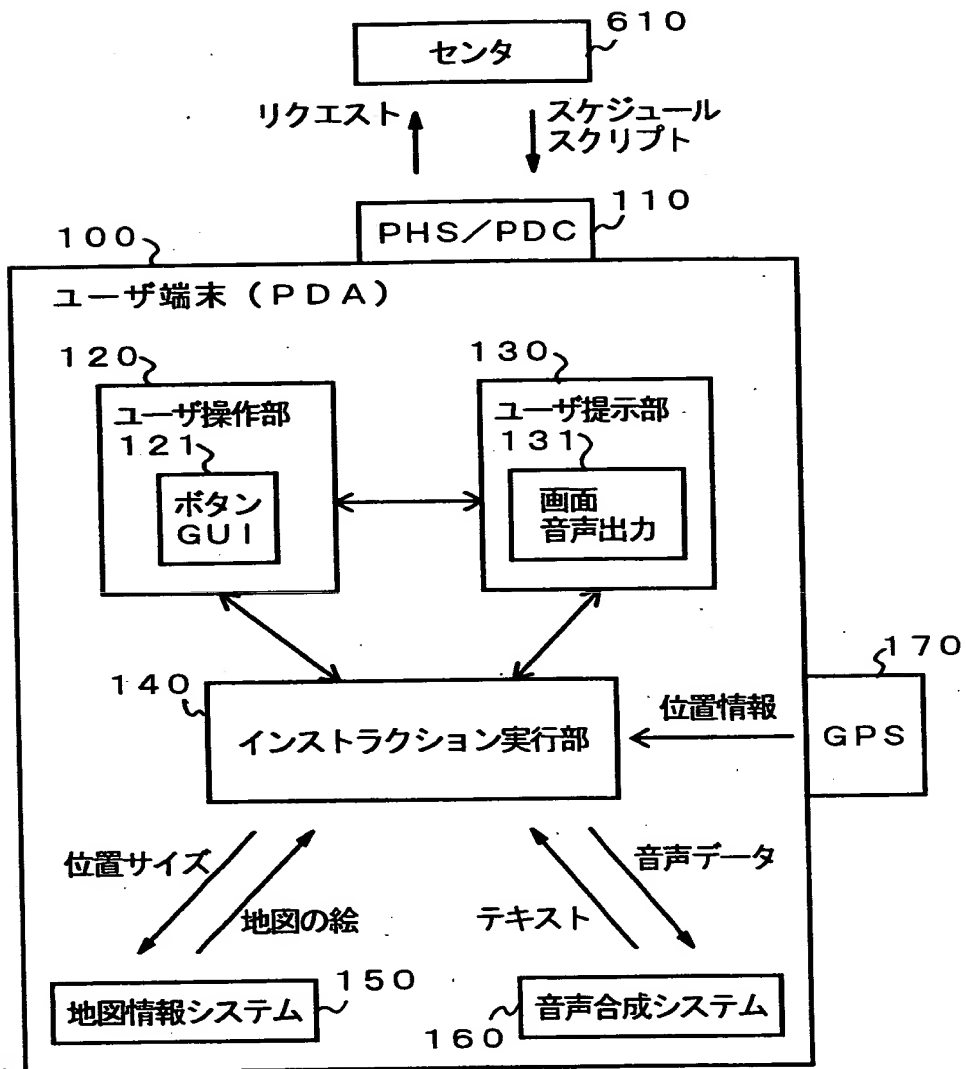 610
センタ
リクエスト
スケジュール
スクリプト
110
PHS／PDC
100
ユーザ端末（PDA）
120
130
ユーザ操作部
ユーザ提示部
121
131
ボタン
GUI
画面
音声出力
170
140
位置情報
インストラクション実行部
GPS
位置サイズ
音声データ
地図の絵
テキスト
150
地図情報システム
音声合成システム
160